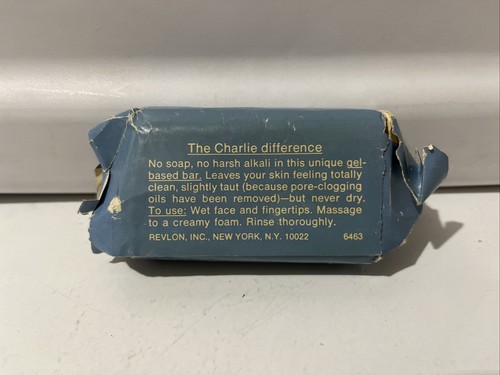 The Charlie difference
No soap, no harsh alkali in this unique gel-
based bar. Leaves your skin feeling totally
clean, slightly taut (because pore-clogging
oils have been removed)—but never dry.
To use: Wet face and fingertips. Massage
to a creamy foam. Rinse thoroughly.
REVLON, INC., NEW YORK, N.Y. 10022 6463